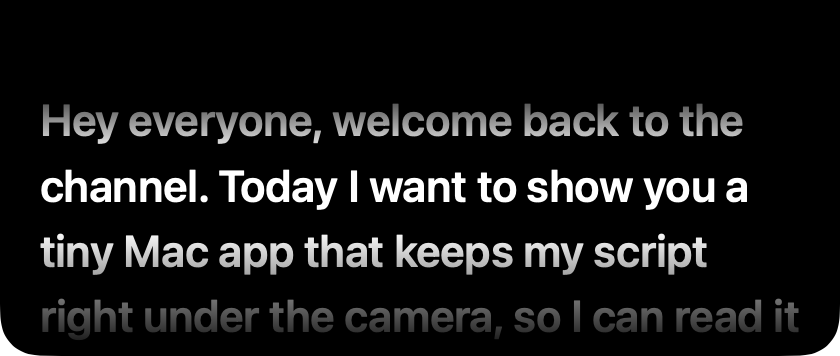 Hey everyone, welcome back to the
channel. Today I want to show you a
tiny Mac app that keeps my script
right under the camera, so I can read it